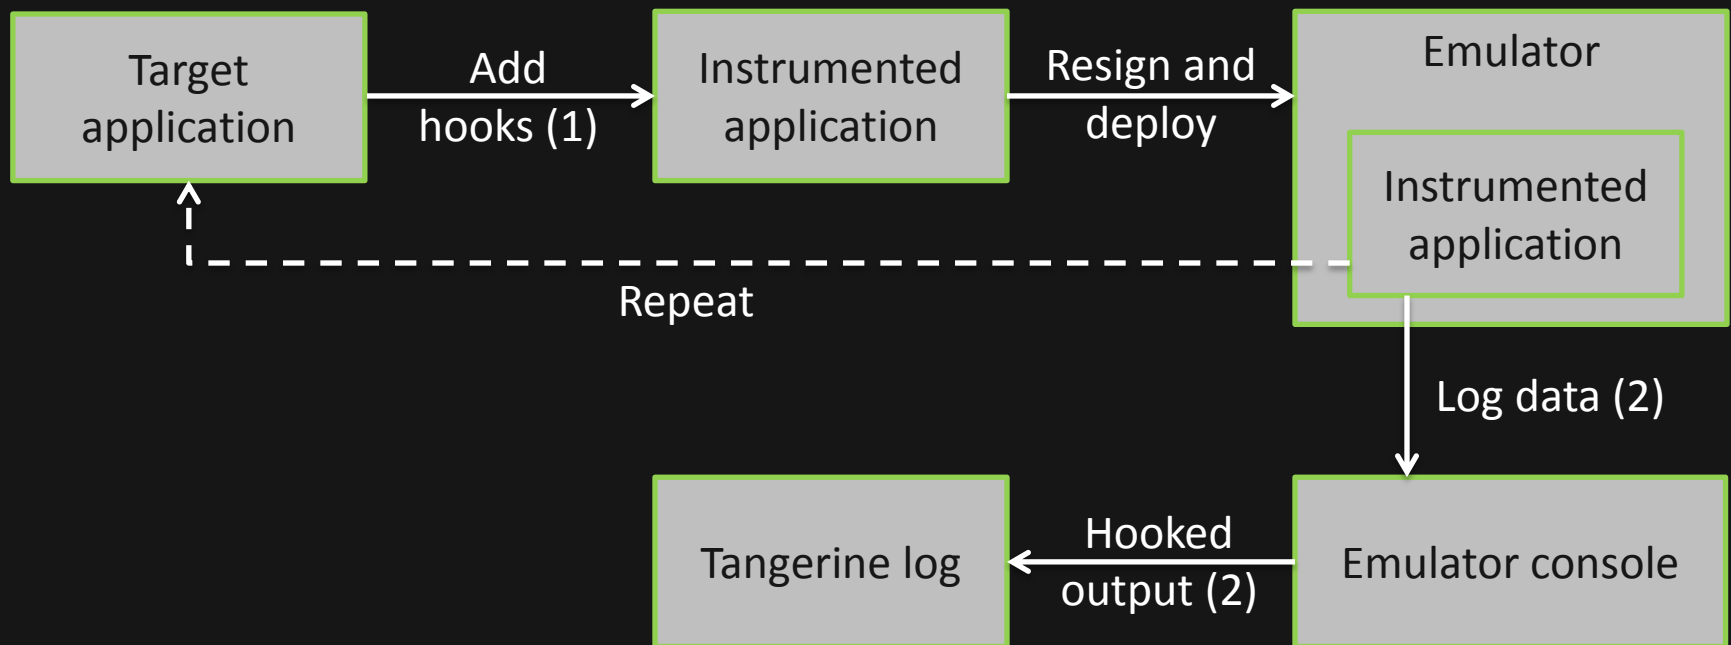 Target
application
Add
hooks (1)
Instrumented
application
Resign and
deploy
Emulator
Instrumented
application
Repeat
Log data (2)
Tangerine log
Hooked
output (2)
Emulator console